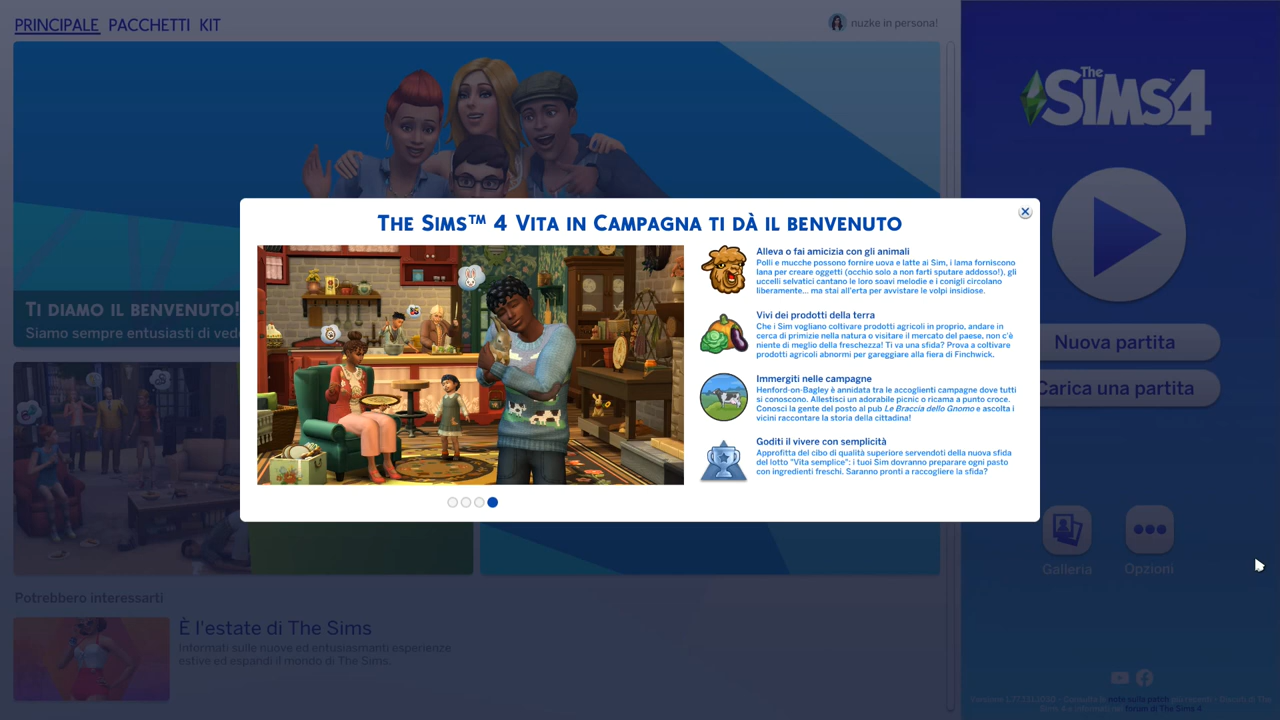 PRINCIPALE PACCHETTI KIT
nuzke in persona!
The Sims 4
The Sims™ 4 Vita in Campagna ti dà il benvenuto
Alleva o fai amicizia con gli animali
Polli e mucche possono fornire uova e latte ai Sim, i lama forniscono
lana per creare oggetti (occhio solo a non farti sputare addosso!), gli
uccelli selvatici cantano le loro soavi melodie e i conigli circolano
liberamente... ma stai all'erta per avvistare le volpi insidiose.
Vivi dei prodotti della terra
Che i Sim vogliano coltivare prodotti agricoli in proprio, andare in
cerca di primizie nella natura o visitare il mercato del paese, non c'è
niente di meglio della freschezza! Ti va una sfida? Prova a coltivare
prodotti agricoli abnormi per gareggiare alla fiera di Finchwick.
Immergiti nelle campagne
Henford-on-Bagley è annidata tra le accoglienti campagne dove tutti
si conoscono. Allestisci un adorabile picnic o ricama a punto croce.
Conosci la gente del posto al pub Le Braccia dello Gnomo e ascolta i
vicini raccontare la storia della cittadina!
Goditi il vivere con semplicità
Approfitta del cibo di qualità superiore servendoti della nuova sfida
del lotto "Vita semplice": i tuoi Sim dovranno preparare ogni pasto
con ingredienti freschi. Saranno pronti a raccogliere la sfida?
Ti diamo il benvenuto!
Siamo sempre entusiasti di ved
Nuova partita
Carica una partita
Galleria
Opzioni
Potrebbero interessarti
È l'estate di The Sims
Informati sulle nuove ed entusiasmanti esperienze
estive ed espandi il mondo di The Sims.
forum di The Sims 4